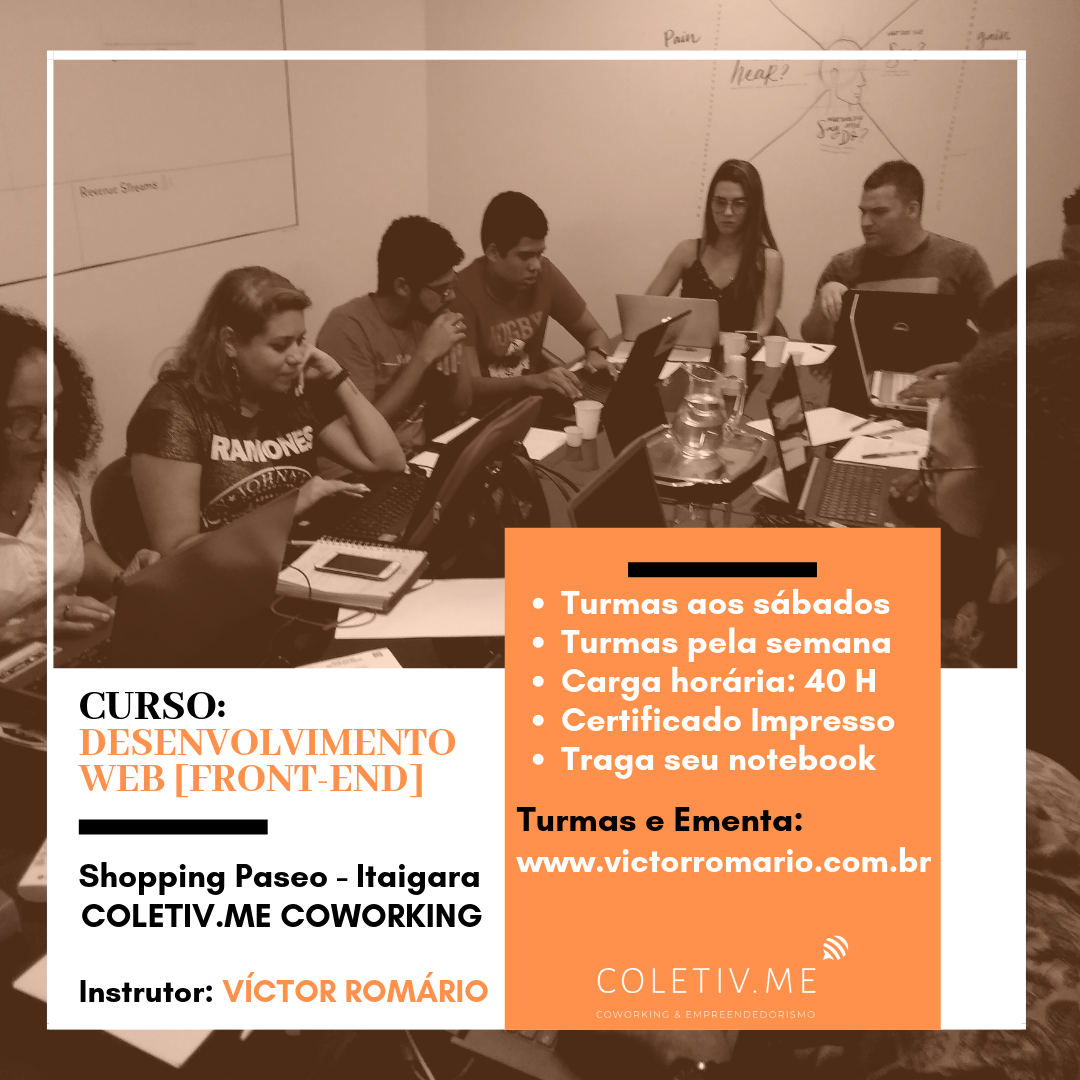 Pain
gain
hear?
Say?
Revenue Streams
RUGBY
RAMONES
CURSO:
DESENVOLVIMENTO
WEB [FRONT-END]
Shopping Paseo - Itaigara
COLETIV.ME COWORKING
Instrutor: VÍCTOR ROMÁRIO
• Turmas aos sábados
• Turmas pela semana
• Carga horária: 40 H
• Certificado Impresso
• Traga seu notebook
Turmas e Ementa:
www.victorromario.com.br
COLETIV.ME
COWORKING & EMPREENDEDORISMO